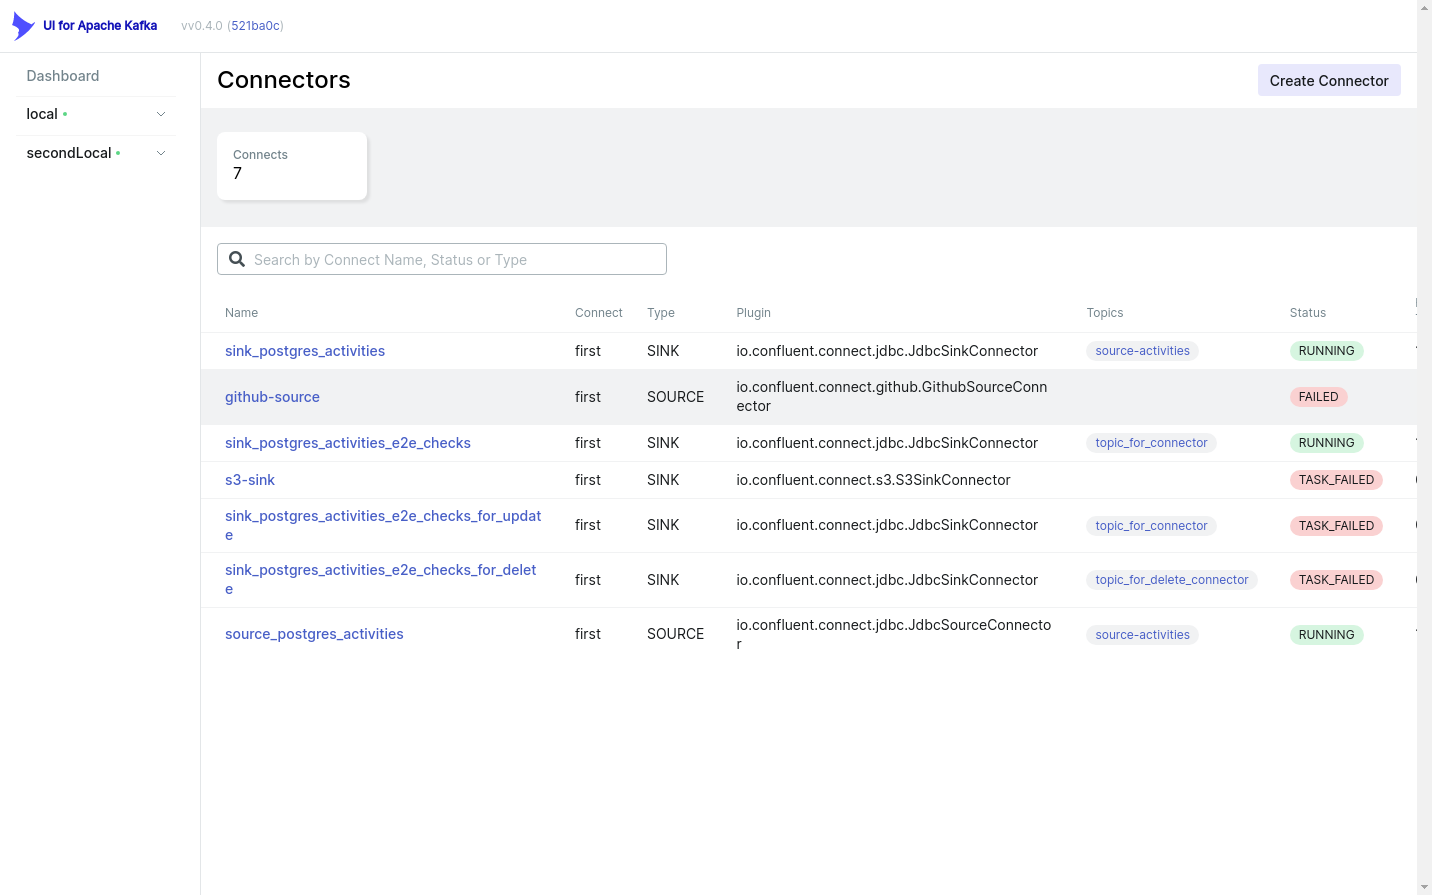 UI for Apache Kafka vv0.4.0 (521ba0c)
Dashboard
local
secondLocal
Connectors
Create Connector
Connects
7
Search by Connect Name, Status or Type
Name Connect Type Plugin Topics Status
sink_postgres_activities first SINK io.confluent.connect.jdbc.JdbcSinkConnector source-activities RUNNING
github-source first SOURCE io.confluent.connect.github.GithubSourceConn
ector FAILED
sink_postgres_activities_e2e_checks first SINK io.confluent.connect.jdbc.JdbcSinkConnector topic_for_connector RUNNING
s3-sink first SINK io.confluent.connect.s3.S3SinkConnector TASK_FAILED
sink_postgres_activities_e2e_checks_for_updat
e first SINK io.confluent.connect.jdbc.JdbcSinkConnector topic_for_connector TASK_FAILED
sink_postgres_activities_e2e_checks_for_delet
e first SINK io.confluent.connect.jdbc.JdbcSinkConnector topic_for_delete_connector TASK_FAILED
source_postgres_activities first SOURCE io.confluent.connect.jdbc.JdbcSourceConnecto
r source-activities RUNNING